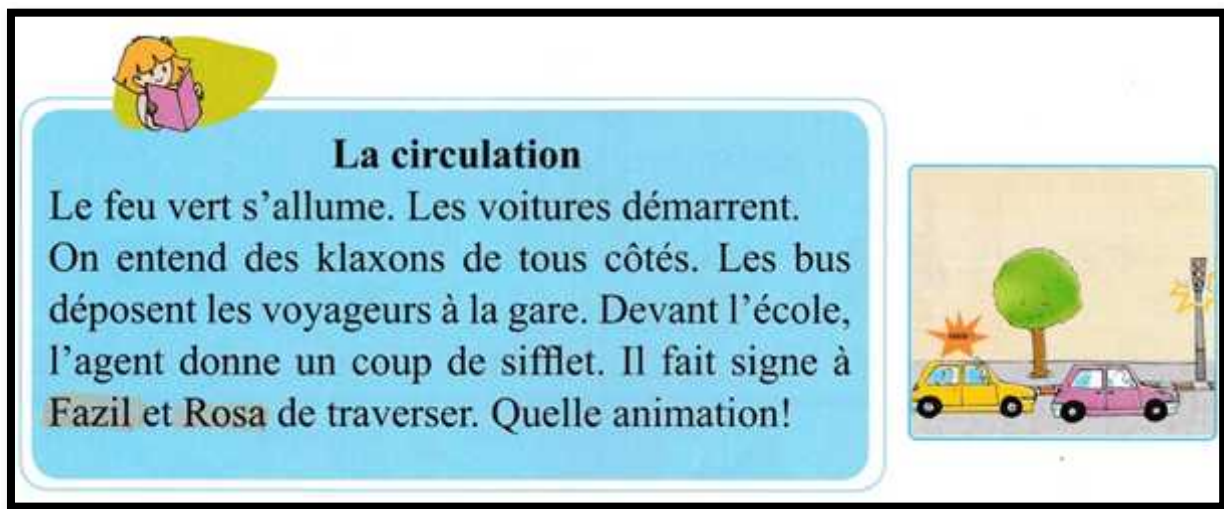 La circulation
Le feu vert s’allume. Les voitures démarrent.
On entend des klaxons de tous côtés. Les bus
déposent les voyageurs à la gare. Devant l’école,
l’agent donne un coup de sifflet. Il fait signe à
Fazil et Rosa de traverser. Quelle animation!